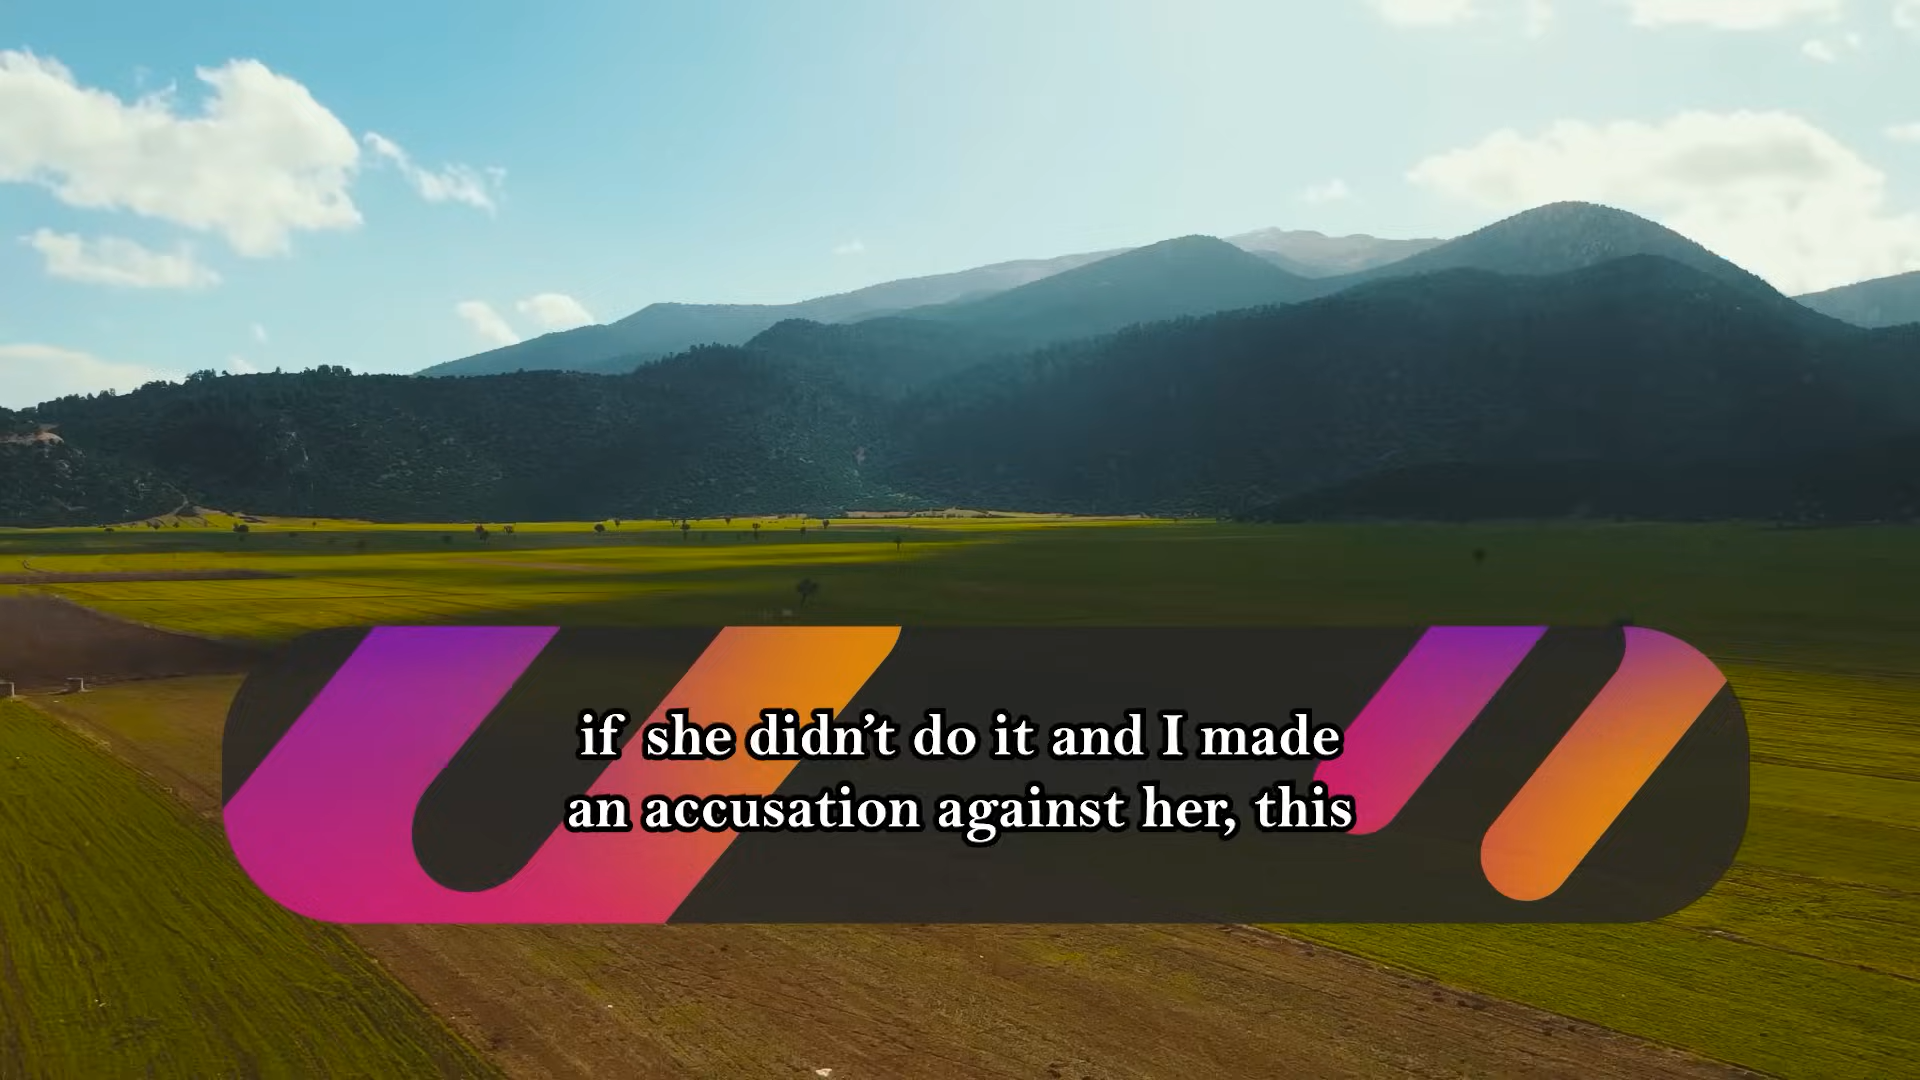 if she didn’t do it and I made
an accusation against her, this